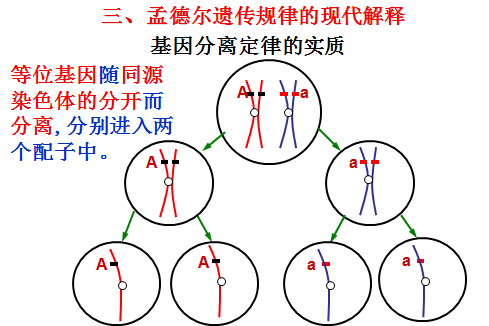 三、孟德尔遗传规律的现代解释
基因分离定律的实质
等位基因随同源
染色体的分开而
分离,分别进入两
个配子中。
A a
A a
A A a a